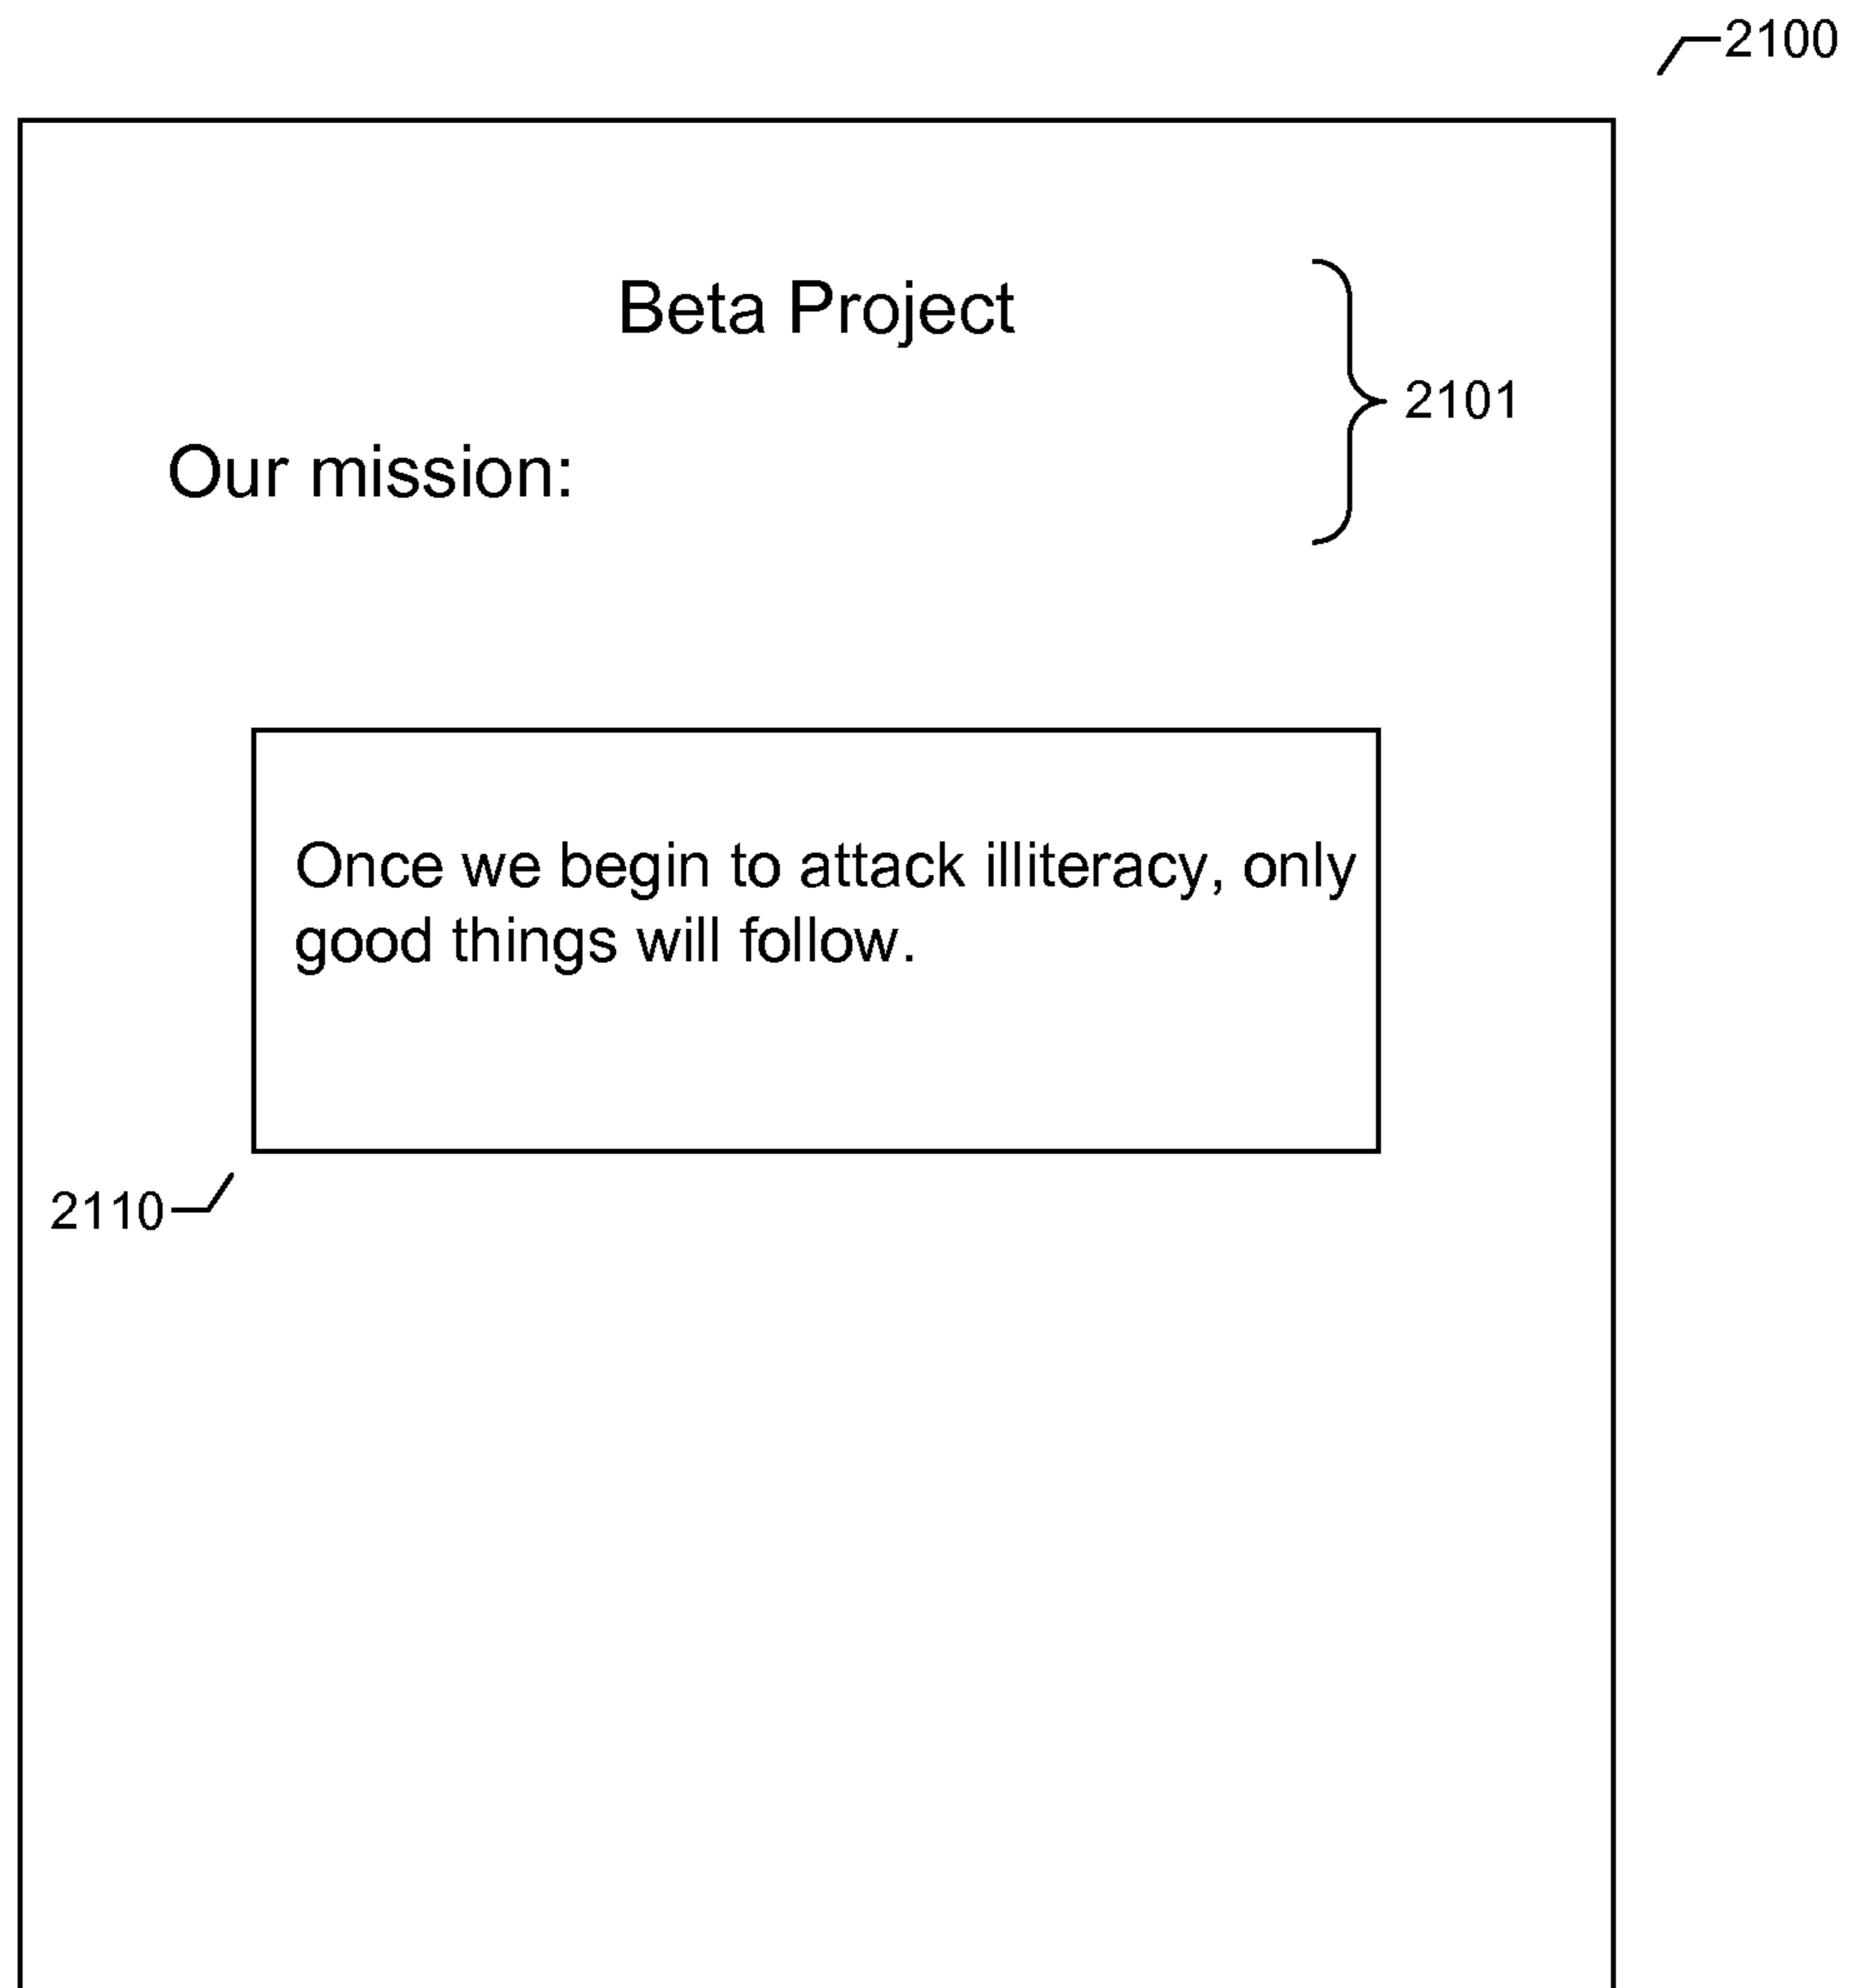 2100
Beta Project
2101
Our mission:
Once we begin to attack illiteracy, only
good things will follow.
2110